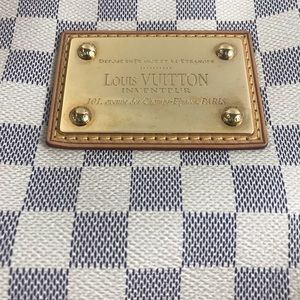 LOUIS VUITTON
INVENTEUR
101, avenue des Champs-Elysées, PARIS